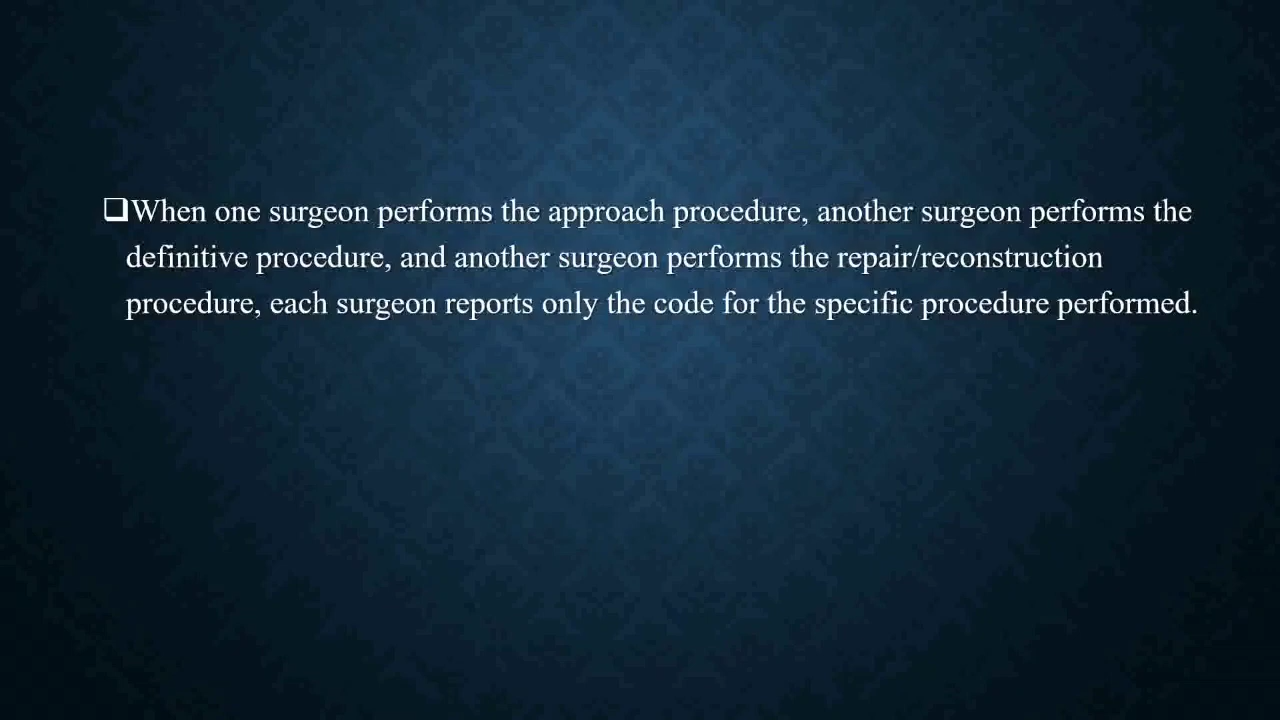 ❑When one surgeon performs the approach procedure, another surgeon performs the
definitive procedure, and another surgeon performs the repair/reconstruction
procedure, each surgeon reports only the code for the specific procedure performed.